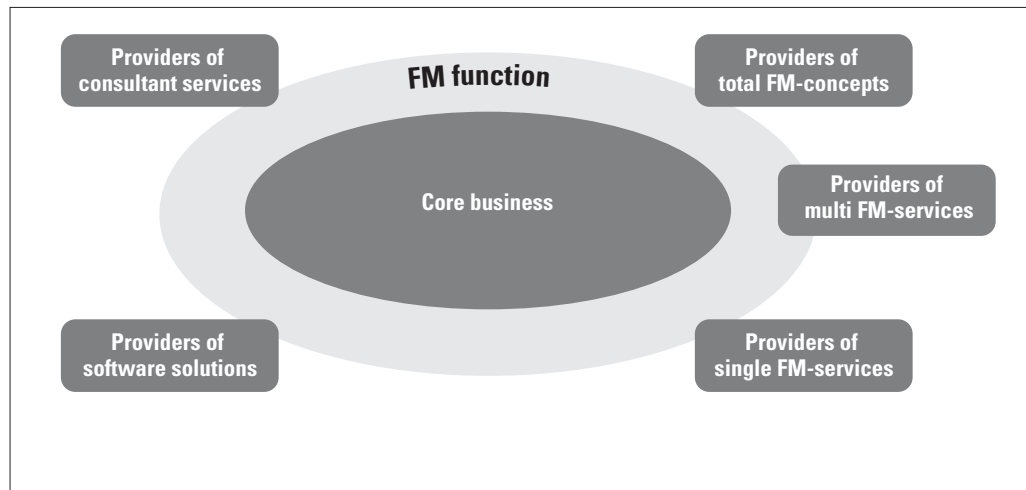 Providers of
consultant services
FM function
Providers of
total FM-concepts
Core business
Providers of
multi FM-services
Providers of
software solutions
Providers of
single FM-services